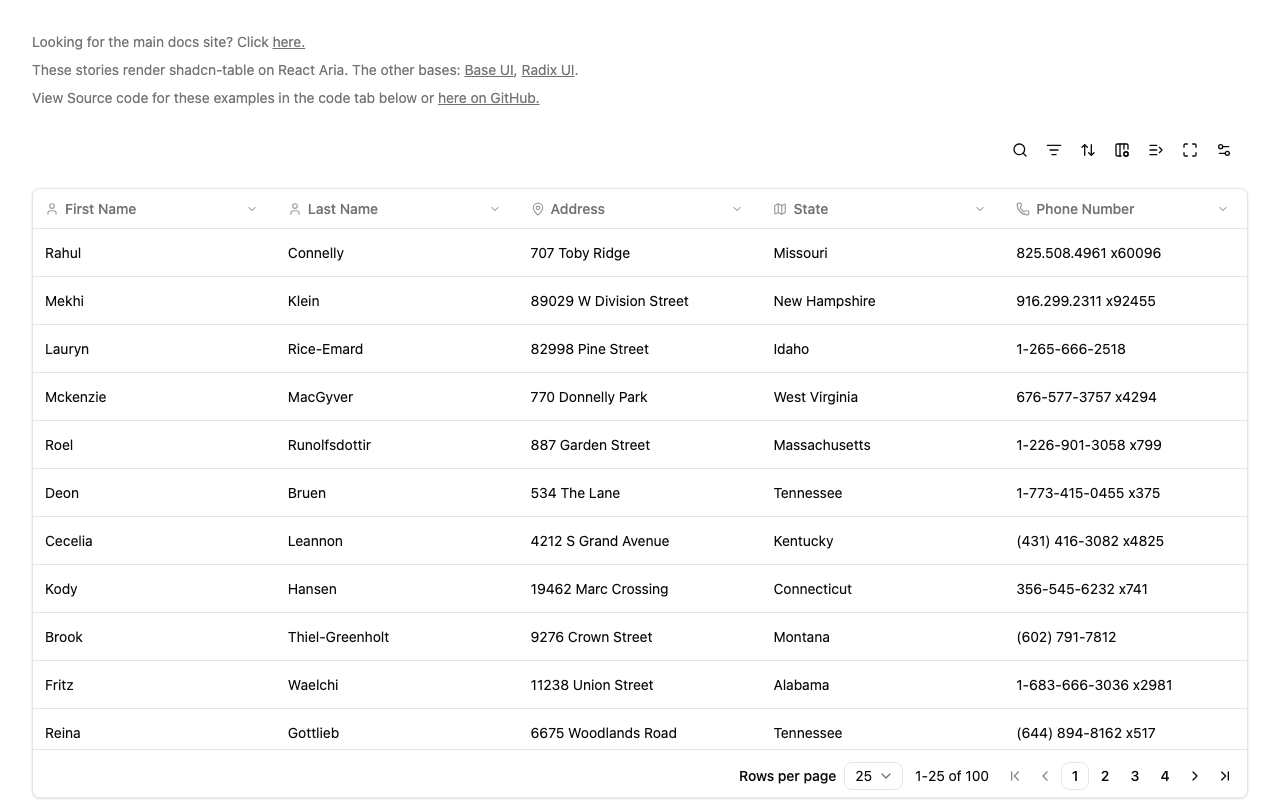 Looking for the main docs site? Click here.
These stories render shadcn-table on React Aria. The other bases: Base UI, Radix UI.
View Source code for these examples in the code tab below or here on GitHub.
First Name Last Name Address State Phone Number
Rahul Connelly 707 Toby Ridge Missouri 825.508.4961 x60096
Mekhi Klein 89029 W Division Street New Hampshire 916.299.2311 x92455
Lauryn Rice-Emard 82998 Pine Street Idaho 1-265-666-2518
Mckenzie MacGyver 770 Donnelly Park West Virginia 676-577-3757 x4294
Roel Runolfsdottir 887 Garden Street Massachusetts 1-226-901-3058 x799
Deon Bruen 534 The Lane Tennessee 1-773-415-0455 x375
Cecelia Leannon 4212 S Grand Avenue Kentucky (431) 416-3082 x4825
Kody Hansen 19462 Marc Crossing Connecticut 356-545-6232 x741
Brook Thiel-Greenholt 9276 Crown Street Montana (602) 791-7812
Fritz Waelchi 11238 Union Street Alabama 1-683-666-3036 x2981
Reina Gottlieb 6675 Woodlands Road Tennessee (644) 894-8162 x517
Rows per page 25 1-25 of 100 1 2 3 4